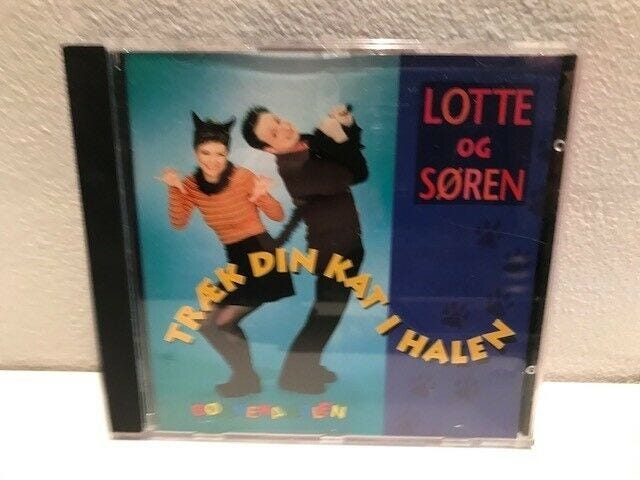 LOTTE
OG
SØREN
TRÆK DIN KAT I HALEN